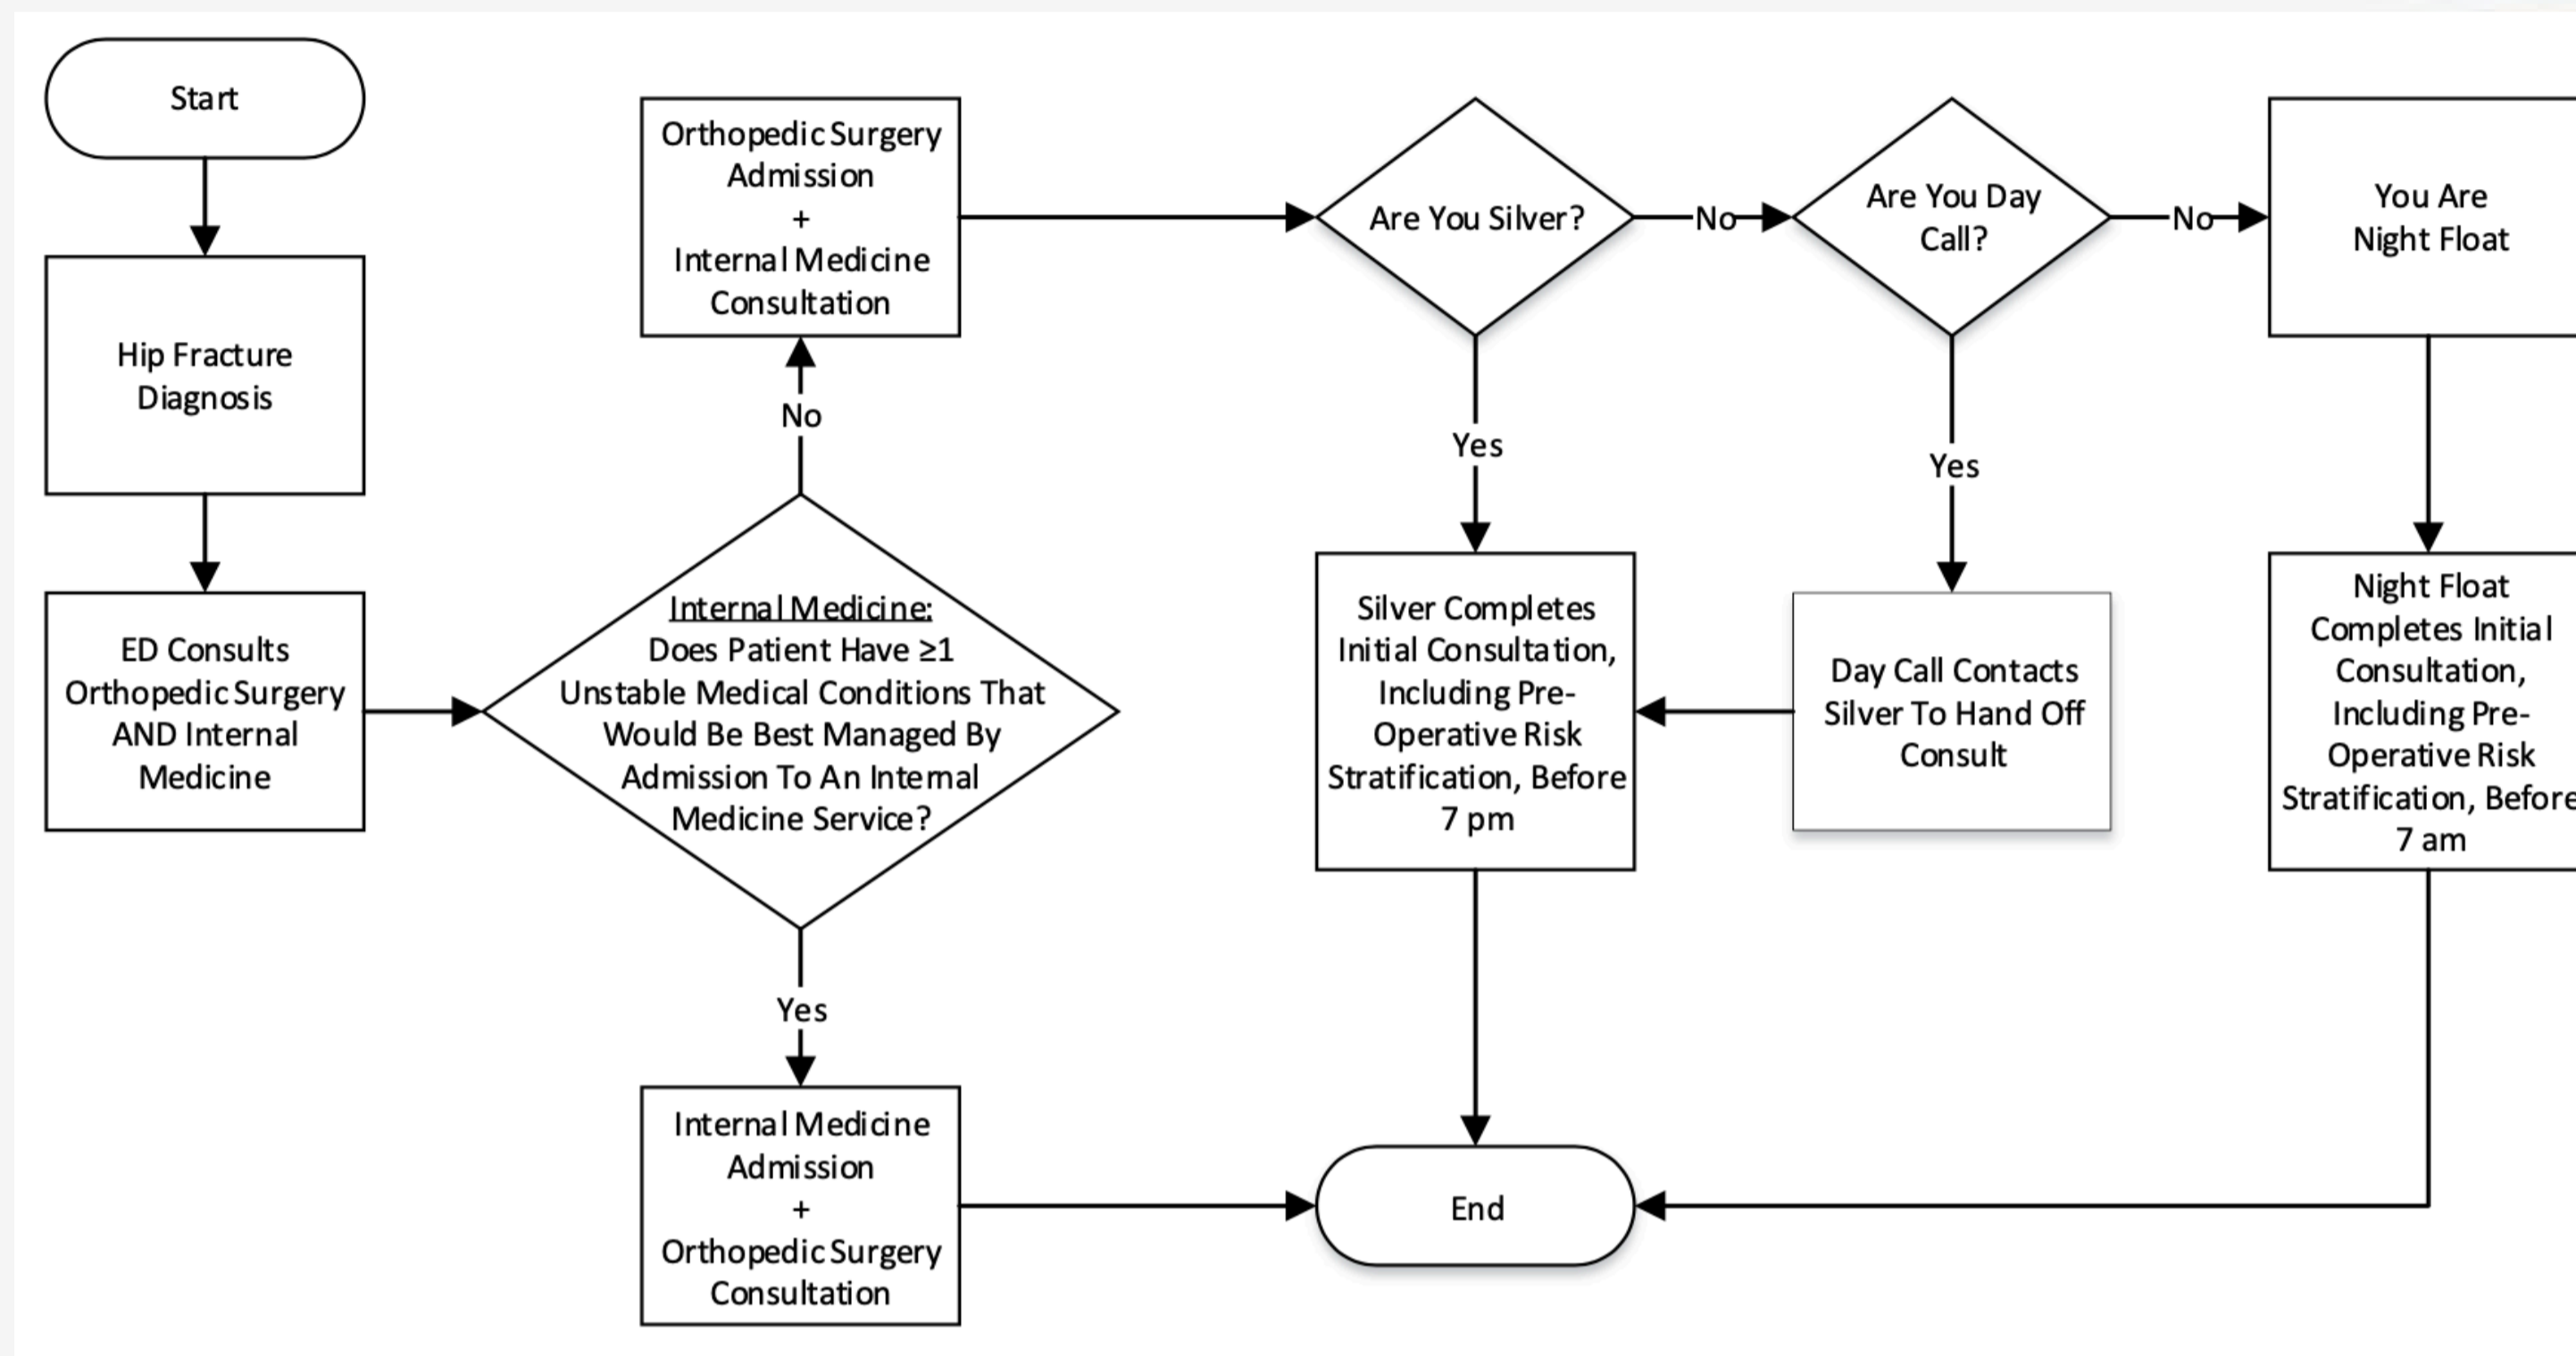 Start
Hip Fracture
Diagnosis
ED Consults
Orthopedic Surgery
AND Internal
Medicine
Orthopedic Surgery
Admission
+
Internal Medicine
Consultation
No
Internal Medicine:
Does Patient Have ≥1
Unstable Medical Conditions That
Would Be Best Managed By
Admission To An Internal
Medicine Service?
Yes
Internal Medicine
Admission
+
Orthopedic Surgery
Consultation
Are You Silver?
No
Yes
Silver Completes
Initial Consultation,
Including Pre-
Operative Risk
Stratification, Before
7 pm
Are You Day
Call?
No
Yes
Day Call Contacts
Silver To Hand Off
Consult
You Are
Night Float
Night Float
Completes Initial
Consultation,
Including Pre-
Operative Risk
Stratification, Before
7 am
End